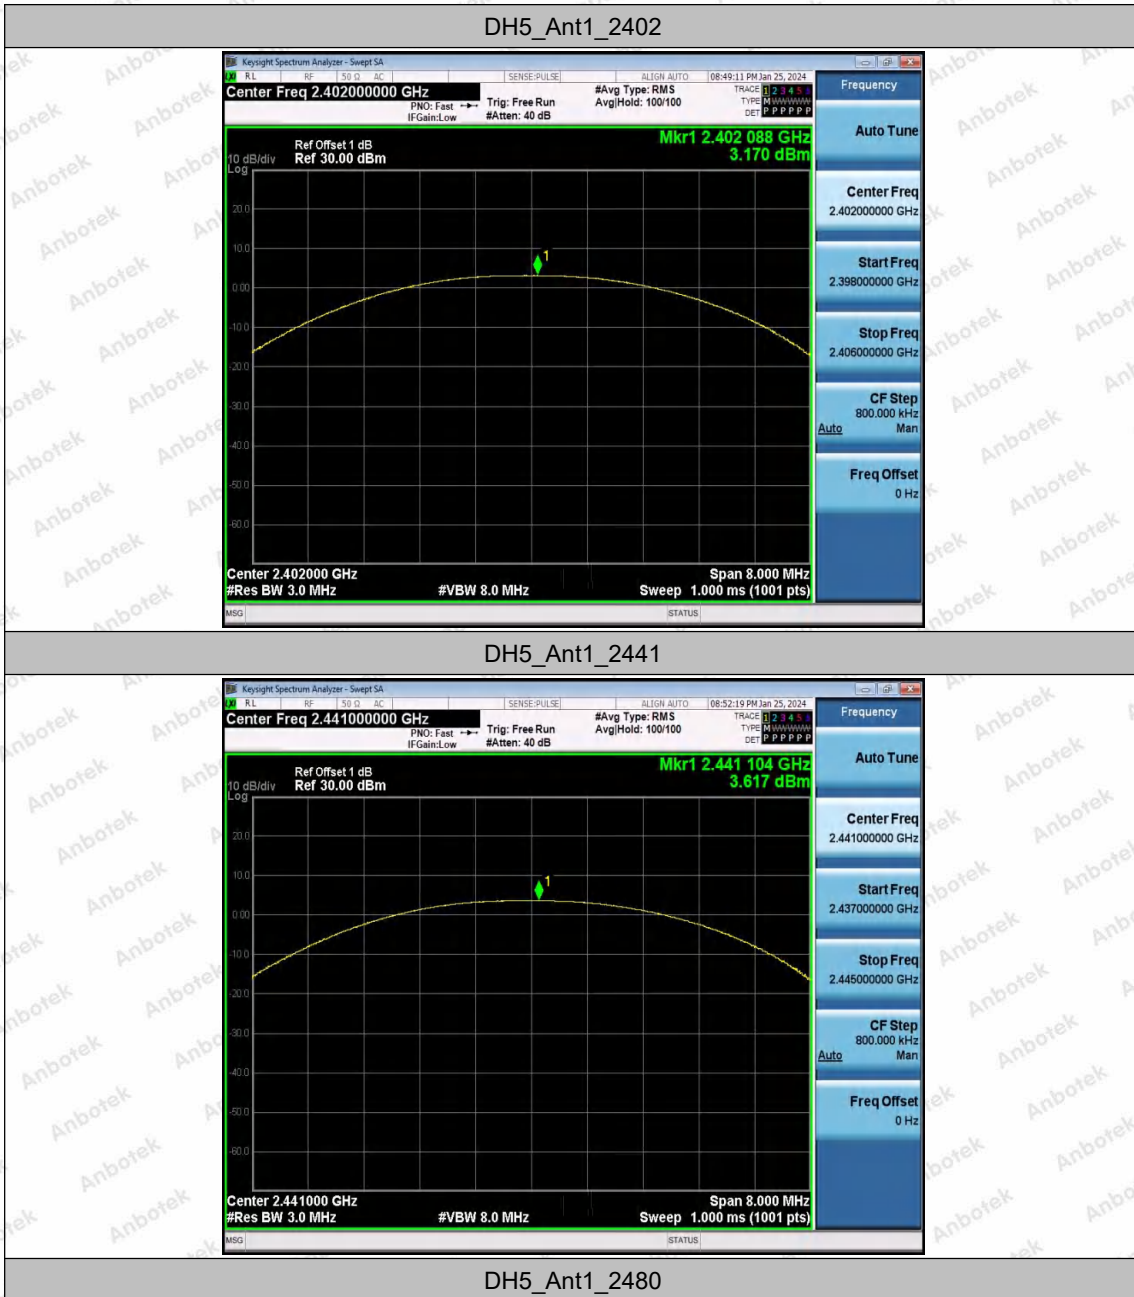 DH5_Ant1_2402
Keysight Spectrum Analyzer - Swept SA
RL RF 50 Ω AC SENSE:PULSE ALIGN AUTO 08:49:11 PM Jan 25, 2024
Center Freq 2.402000000 GHz
PNO: Fast
IFGain:Low
Trig: Free Run
#Atten: 40 dB
#Avg Type: RMS
Avg|Hold: 100/100
TRACE 1 2 3 4 5
TYPE M
DET P P P P P P
Ref Offset 1 dB
10 dB/div Ref 30.00 dBm
Log
Mkr1 2.402 088 GHz
3.170 dBm
20.0
10.0
1
0.00
-10.0
-20.0
-30.0
-40.0
-50.0
-60.0
Center 2.402000 GHz Span 8.000 MHz
#Res BW 3.0 MHz #VBW 8.0 MHz Sweep 1.000 ms (1001 pts)
MSG STATUS
Frequency
Auto Tune
Center Freq
2.402000000 GHz
Start Freq
2.398000000 GHz
Stop Freq
2.406000000 GHz
CF Step
800.000 kHz
Auto Man
Freq Offset
0 Hz
DH5_Ant1_2441
Keysight Spectrum Analyzer - Swept SA
RL RF 50 Ω AC SENSE:PULSE ALIGN AUTO 08:52:19 PM Jan 25, 2024
Center Freq 2.441000000 GHz
PNO: Fast
IFGain:Low
Trig: Free Run
#Atten: 40 dB
#Avg Type: RMS
Avg|Hold: 100/100
TRACE 1 2 3 4 5
TYPE M
DET P P P P P P
Ref Offset 1 dB
10 dB/div Ref 30.00 dBm
Log
Mkr1 2.441 104 GHz
3.617 dBm
20.0
10.0
1
0.00
-10.0
-20.0
-30.0
-40.0
-50.0
-60.0
Center 2.441000 GHz Span 8.000 MHz
#Res BW 3.0 MHz #VBW 8.0 MHz Sweep 1.000 ms (1001 pts)
MSG STATUS
Frequency
Auto Tune
Center Freq
2.441000000 GHz
Start Freq
2.437000000 GHz
Stop Freq
2.445000000 GHz
CF Step
800.000 kHz
Auto Man
Freq Offset
0 Hz
DH5_Ant1_2480
Anbotek